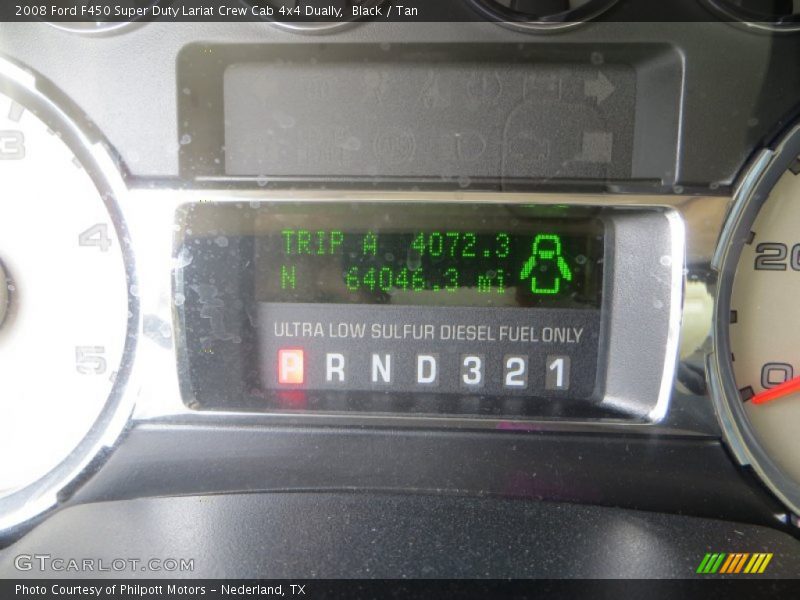 2008 Ford F450 Super Duty Lariat Crew Cab 4x4 Dually,  Black / Tan
TRIP A 4072.3
N 64046.3 mi
ULTRA LOW SULFUR DIESEL FUEL ONLY
P R N D 3 2 1
3
4
5
20
0
GTCARLOT.COM
Photo Courtesy of Philpott Motors – Nederland, TX